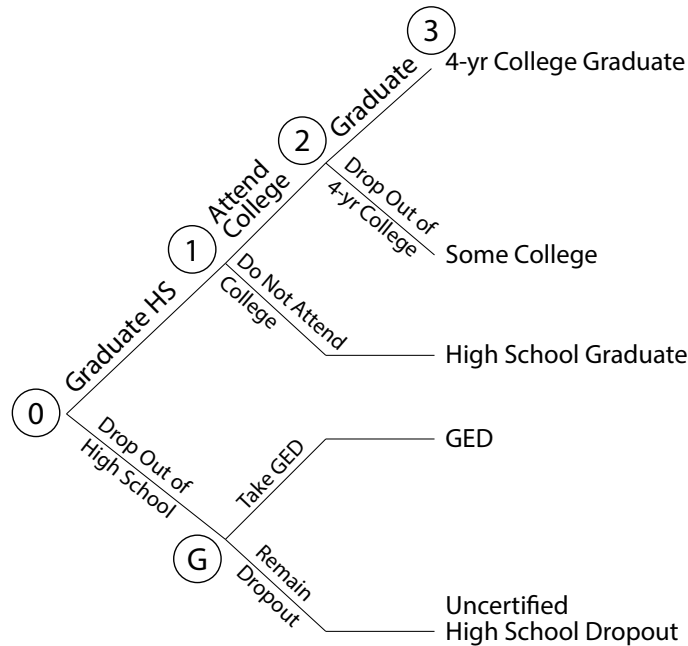 3
4-yr College Graduate
Graduate
2
Drop Out of
4-yr College
Attend
College
Some College
1
Do Not Attend
College
Graduate HS
High School Graduate
0
Drop Out of
High School
Take GED
GED
G
Remain
Dropout
Uncertified
High School Dropout